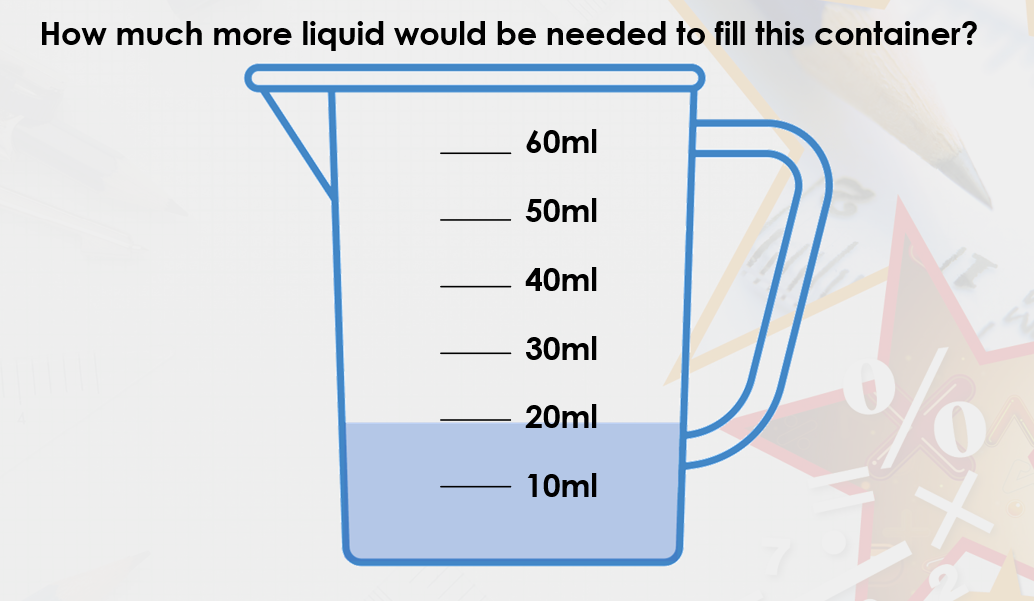 How much more liquid would be needed to fill this container?
60ml
50ml
40ml
30ml
20ml
10ml